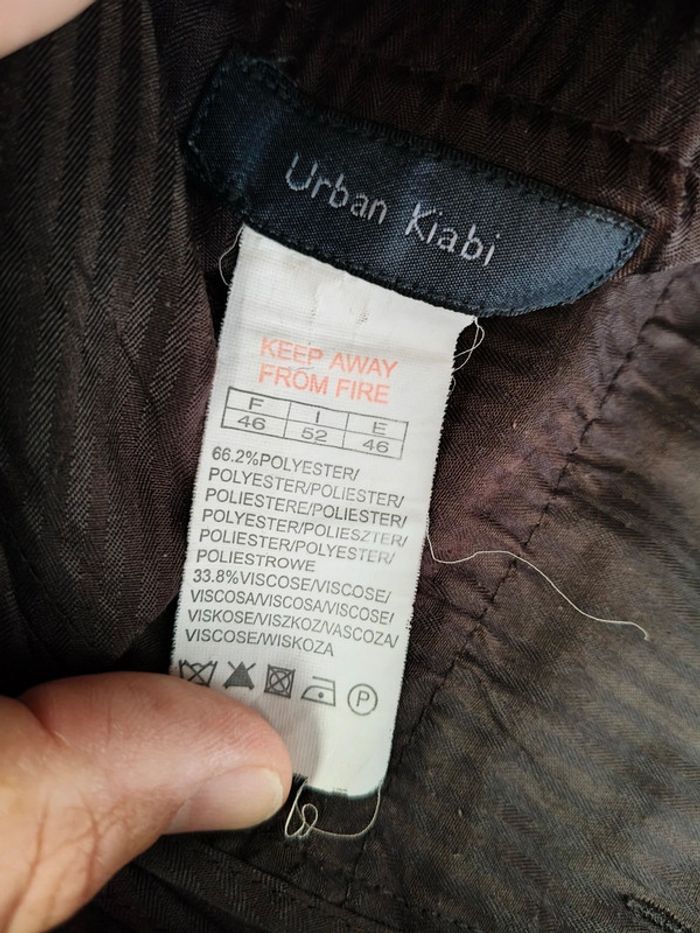 Urban Kiabi
KEEP AWAY
FROM FIRE
F I E
46 52 46
66.2%POLYESTER/
POLYESTER/POLIESTER/
POLIESTERE/POLIESTER/
POLYESTER/POLIESZTER/
POLIESTER/POLYESTER/
POLIESTROWE
33.8%VISCOSE/VISCOSE/
VISCOSA/VISCOSA/VISCOSE/
VISKOSE/VISZKOZ/VASCOZA/
VISCOSE/WISKOZA
P